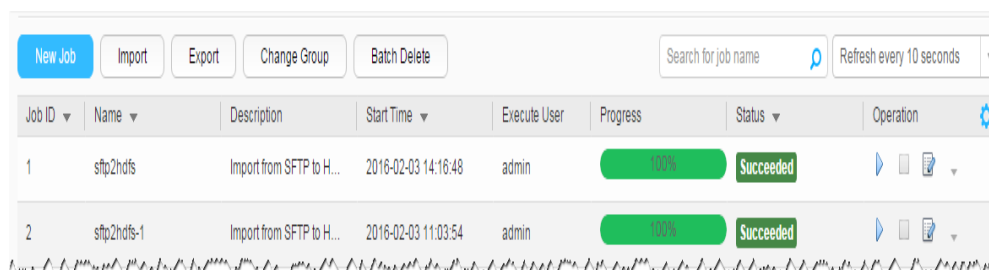 New Job Import Export Change Group Batch Delete Search for job name Refresh every 10 seconds
Job ID Name Description Start Time Execute User Progress Status Operation
1 sftp2hdfs Import from SFTP to H... 2016-02-03 14:16:48 admin 100% Succeeded
2 sftp2hdfs-1 Import from SFTP to H... 2016-02-03 11:03:54 admin 100% Succeeded